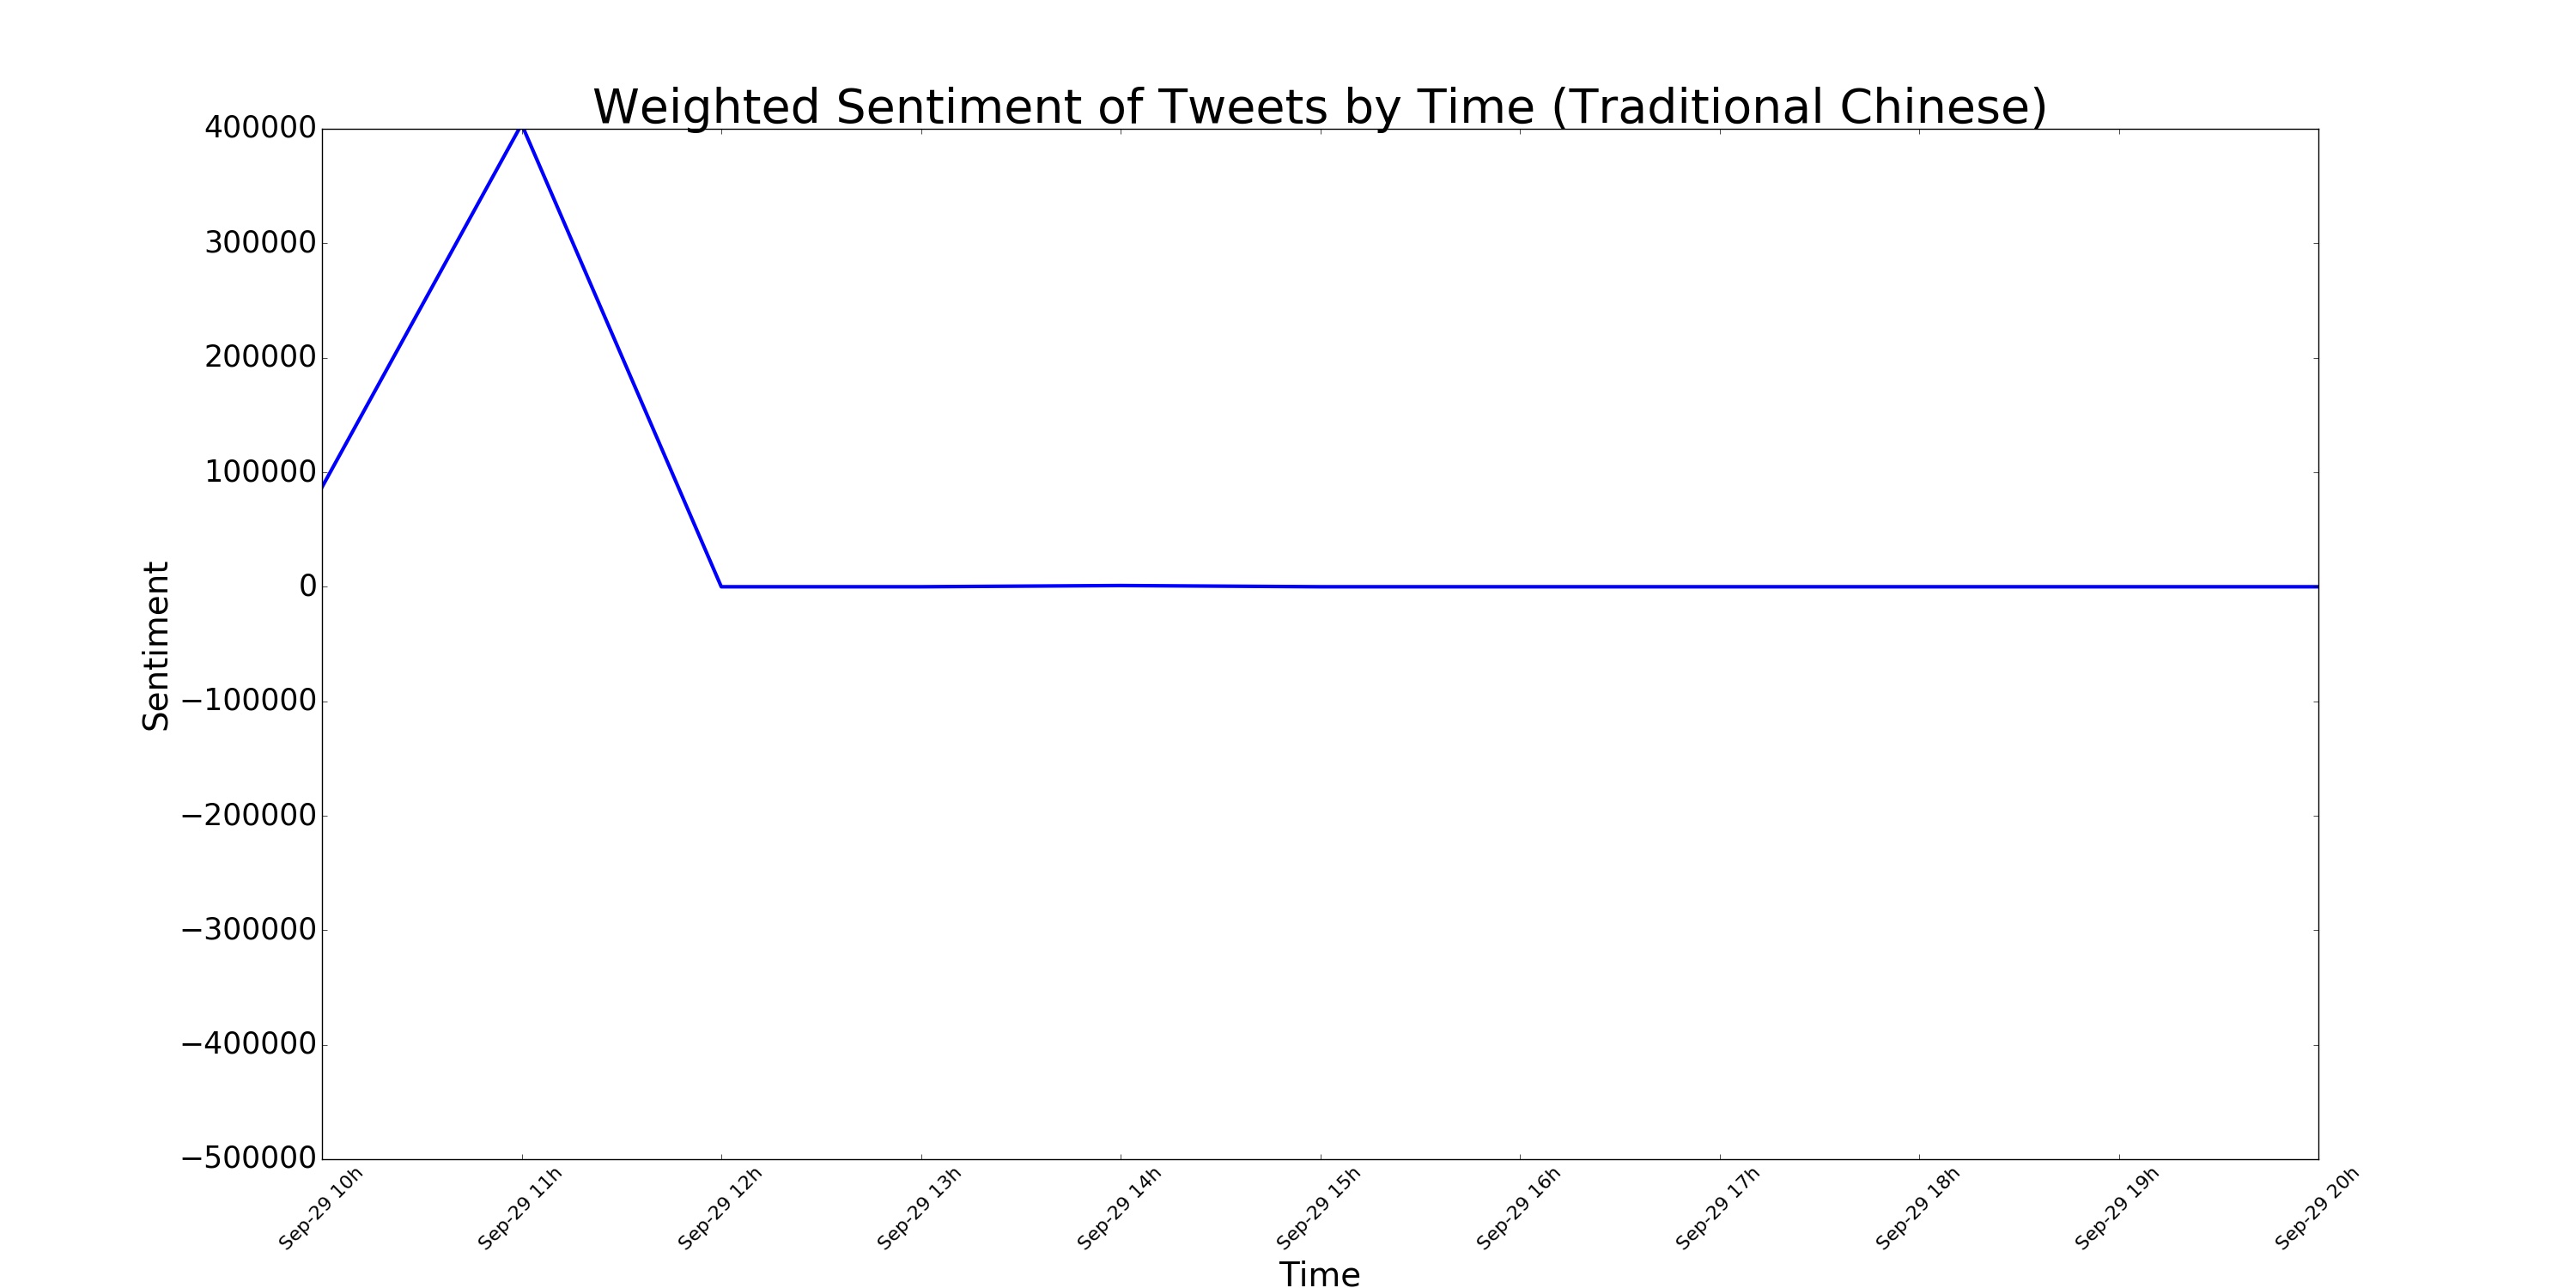 Weighted Sentiment of Tweets by Time (Traditional Chinese)
400000
300000
200000
100000
0
−100000
−200000
−300000
−400000
−500000
Sentiment
Sep-29 10h
Sep-29 11h
Sep-29 12h
Sep-29 13h
Sep-29 14h
Sep-29 15h
Sep-29 16h
Sep-29 17h
Sep-29 18h
Sep-29 19h
Sep-29 20h
Time